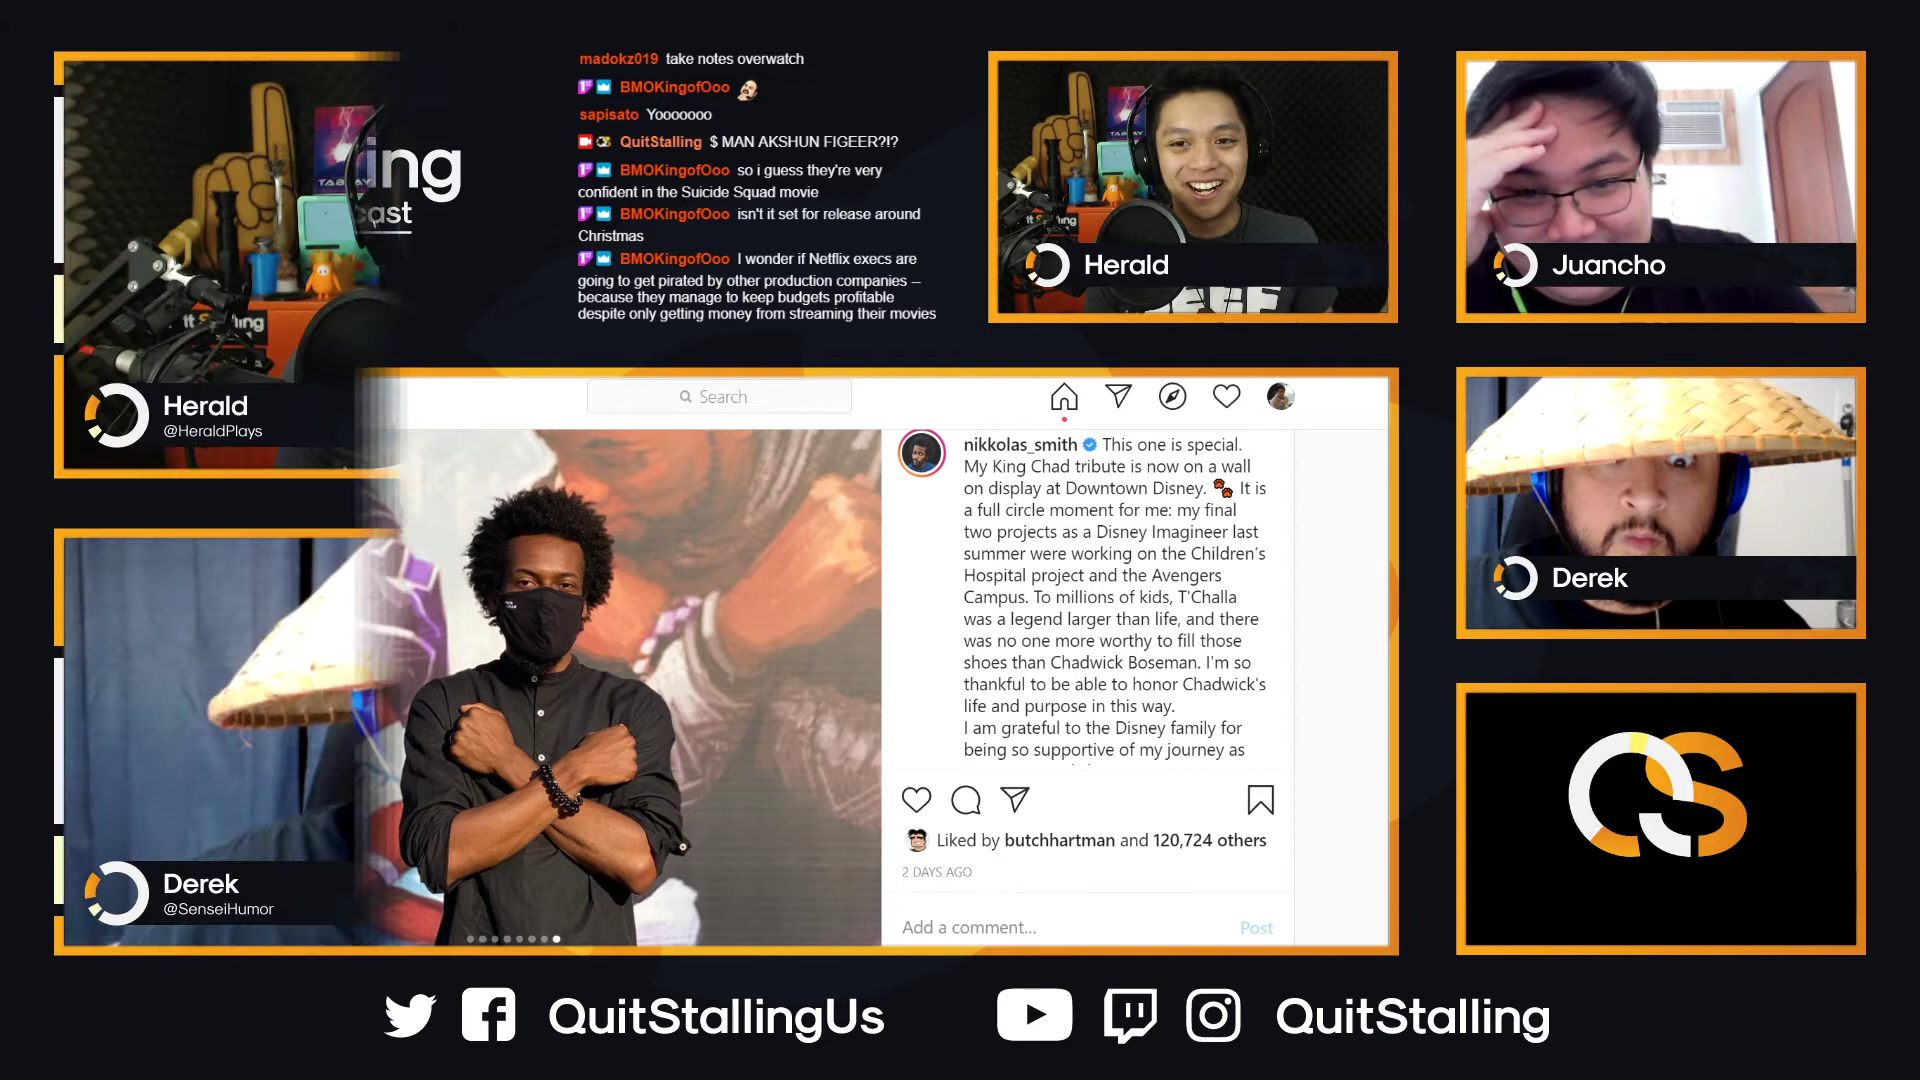 madokz019 take notes overwatch
BMOKingofOoo
sapisato Yooooooo
QuitStalling $ MAN AKSHUN FIGEER?!?
BMOKingofOoo so i guess they're very
confident in the Suicide Squad movie
BMOKingofOoo isn't it set for release around
Christmas
BMOKingofOoo I wonder if Netflix execs are
going to get pirated by other production companies --
because they manage to keep budgets profitable
despite only getting money from streaming their movies
ing
cast
Herald
@HeraldPlays
Herald
Juancho
Derek
@SenseiHumor
Derek
QS
Search
nikkolas_smith This one is special.
My King Chad tribute is now on a wall
on display at Downtown Disney. 🐾 It is
a full circle moment for me: my final
two projects as a Disney Imagineer last
summer were working on the Children's
Hospital project and the Avengers
Campus. To millions of kids, T'Challa
was a legend larger than life, and there
was no one more worthy to fill those
shoes than Chadwick Boseman. I'm so
thankful to be able to honor Chadwick's
life and purpose in this way.
I am grateful to the Disney family for
being so supportive of my journey as
Liked by butchhartman and 120,724 others
2 DAYS AGO
Add a comment...
Post
QuitStallingUs
QuitStalling